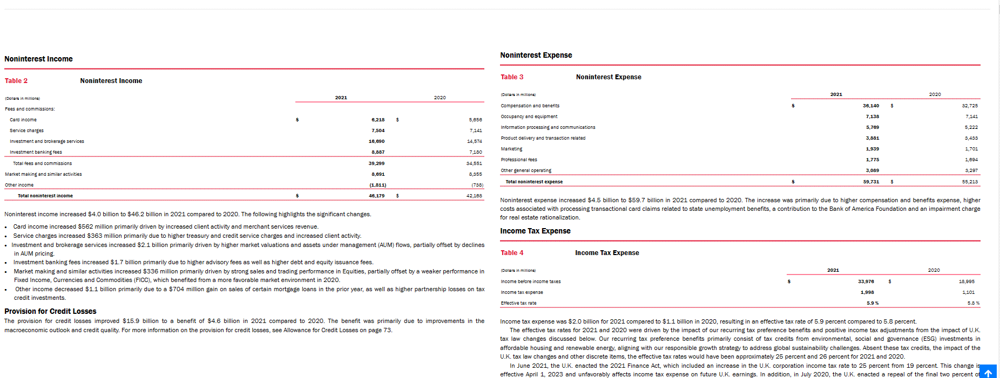 Noninterest Income
Table 2 Noninterest Income
(Dollars in millions) 2021 2020
Fees and commissions:
Card income $ 6,218 $ 5,656
Service charges 7,504 7,141
Investment and brokerage services 16,690 14,574
Investment banking fees 8,887 7,180
Total fees and commissions 39,299 34,551
Market making and similar activities 8,691 8,355
Other income (1,811) (738)
Total noninterest income $ 46,179 $ 42,168
Noninterest income increased $4.0 billion to $46.2 billion in 2021 compared to 2020. The following highlights the significant changes.
• Card income increased $562 million primarily driven by increased client activity and merchant services revenue.
• Service charges increased $363 million primarily due to higher treasury and credit service charges and increased client activity.
• Investment and brokerage services increased $2.1 billion primarily driven by higher market valuations and assets under management (AUM) flows, partially offset by declines
in AUM pricing.
• Investment banking fees increased $1.7 billion primarily due to higher advisory fees as well as higher debt and equity issuance fees.
• Market making and similar activities increased $336 million primarily driven by strong sales and trading performance in Equities, partially offset by a weaker performance in
Fixed Income, Currencies and Commodities (FICC), which benefited from a more favorable market environment in 2020.
• Other income decreased $1.1 billion primarily due to a $704 million gain on sales of certain mortgage loans in the prior year, as well as higher partnership losses on tax
credit investments.
Provision for Credit Losses
The provision for credit losses improved $15.9 billion to a benefit of $4.6 billion in 2021 compared to 2020. The benefit was primarily due to improvements in the
macroeconomic outlook and credit quality. For more information on the provision for credit losses, see Allowance for Credit Losses on page 73.
Noninterest Expense
Table 3 Noninterest Expense
(Dollars in millions) 2021 2020
Compensation and benefits $ 36,140 $ 32,725
Occupancy and equipment 7,138 7,141
Information processing and communications 5,769 5,222
Product delivery and transaction related 3,881 3,433
Marketing 1,939 1,701
Professional fees 1,775 1,694
Other general operating 3,089 3,297
Total noninterest expense $ 59,731 $ 55,213
Noninterest expense increased $4.5 billion to $59.7 billion in 2021 compared to 2020. The increase was primarily due to higher compensation and benefits expense, higher
costs associated with processing transactional card claims related to state unemployment benefits, a contribution to the Bank of America Foundation and an impairment charge
for real estate rationalization.
Income Tax Expense
Table 4 Income Tax Expense
(Dollars in millions) 2021 2020
Income before income taxes $ 33,976 $ 18,995
Income tax expense 1,998 1,101
Effective tax rate 5.9 % 5.8 %
Income tax expense was $2.0 billion for 2021 compared to $1.1 billion in 2020, resulting in an effective tax rate of 5.9 percent compared to 5.8 percent.
The effective tax rates for 2021 and 2020 were driven by the impact of our recurring tax preference benefits and positive income tax adjustments from the impact of U.K.
tax law changes discussed below. Our recurring tax preference benefits primarily consist of tax credits from environmental, social and governance (ESG) investments in
affordable housing and renewable energy, aligning with our responsible growth strategy to address global sustainability challenges. Absent these tax credits, the impact of the
U.K. tax law changes and other discrete items, the effective tax rates would have been approximately 25 percent and 26 percent for 2021 and 2020.
In June 2021, the U.K. enacted the 2021 Finance Act, which included an increase in the U.K. corporation income tax rate to 25 percent from 19 percent. This change is
effective April 1, 2023 and unfavorably affects income tax expense on future U.K. earnings. In addition, in July 2020, the U.K. enacted a repeal of the final two percent of